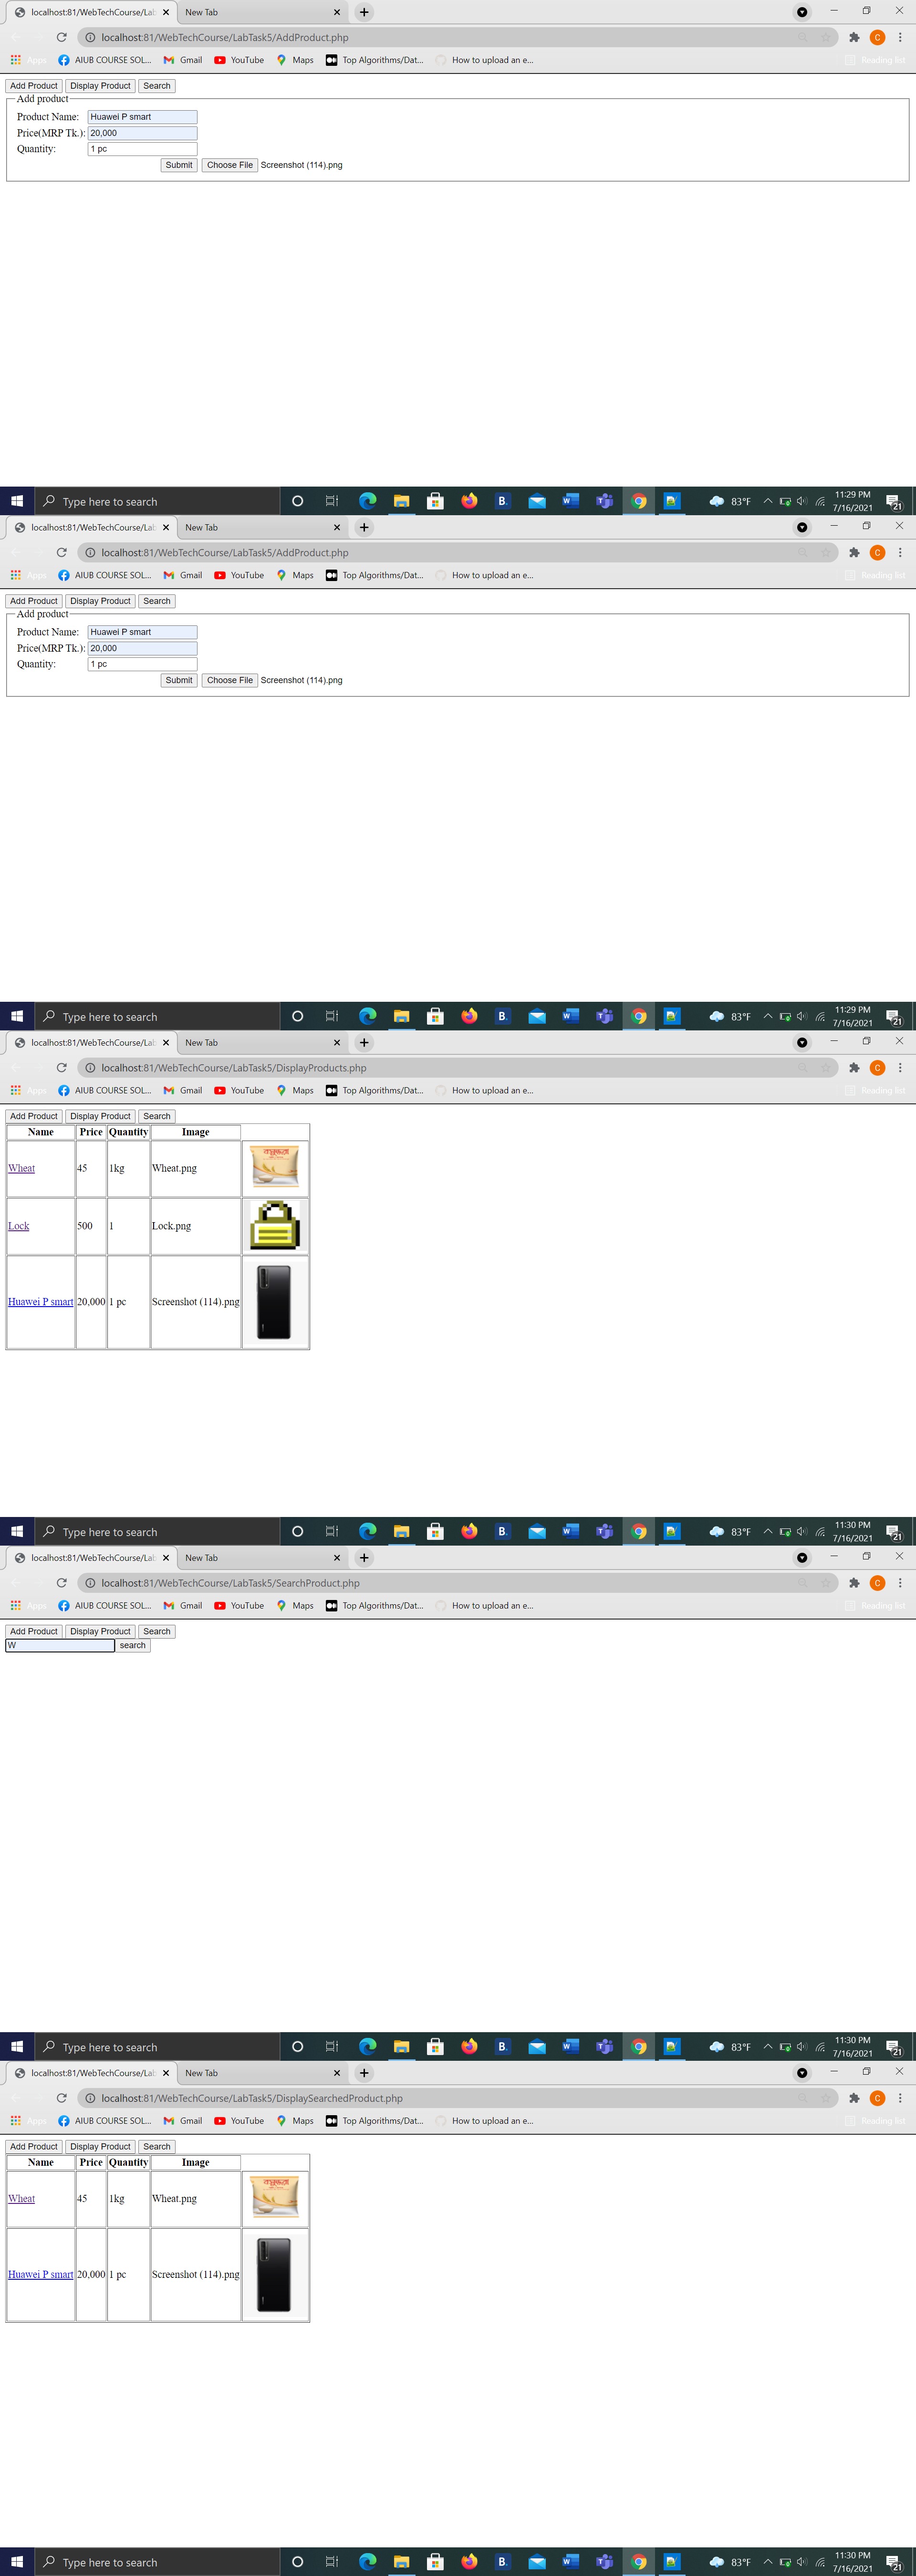 localhost:81/WebTechCourse/La
New Tab
localhost:81/WebTechCourse/LabTask5/AddProduct.php
Apps AIUB COURSE SOL... Gmail YouTube Maps Top Algorithms/Dat... How to upload an e... Reading list
Add Product Display Product Search
Add product
Product Name: Huawei P smart
Price(MRP Tk.): 20,000
Quantity: 1 pc
Submit Choose File Screenshot (114).png
Type here to search 83°F 11:29 PM
7/16/2021 21
localhost:81/WebTechCourse/La
New Tab
localhost:81/WebTechCourse/LabTask5/AddProduct.php
Apps AIUB COURSE SOL... Gmail YouTube Maps Top Algorithms/Dat... How to upload an e... Reading list
Add Product Display Product Search
Add product
Product Name: Huawei P smart
Price(MRP Tk.): 20,000
Quantity: 1 pc
Submit Choose File Screenshot (114).png
Type here to search 83°F 11:29 PM
7/16/2021 21
localhost:81/WebTechCourse/La
New Tab
localhost:81/WebTechCourse/LabTask5/DisplayProducts.php
Apps AIUB COURSE SOL... Gmail YouTube Maps Top Algorithms/Dat... How to upload an e... Reading list
Add Product Display Product Search
Name Price Quantity Image
Wheat 45 1kg Wheat.png
Lock 500 1 Lock.png
Huawei P smart 20,000 1 pc Screenshot (114).png
Type here to search 83°F 11:30 PM
7/16/2021 21
localhost:81/WebTechCourse/La
New Tab
localhost:81/WebTechCourse/LabTask5/SearchProduct.php
Apps AIUB COURSE SOL... Gmail YouTube Maps Top Algorithms/Dat... How to upload an e... Reading list
Add Product Display Product Search
W search
Type here to search 83°F 11:30 PM
7/16/2021 21
localhost:81/WebTechCourse/La
New Tab
localhost:81/WebTechCourse/LabTask5/DisplaySearchedProduct.php
Apps AIUB COURSE SOL... Gmail YouTube Maps Top Algorithms/Dat... How to upload an e... Reading list
Add Product Display Product Search
Name Price Quantity Image
Wheat 45 1kg Wheat.png
Huawei P smart 20,000 1 pc Screenshot (114).png
Type here to search 83°F 11:30 PM
7/16/2021 21